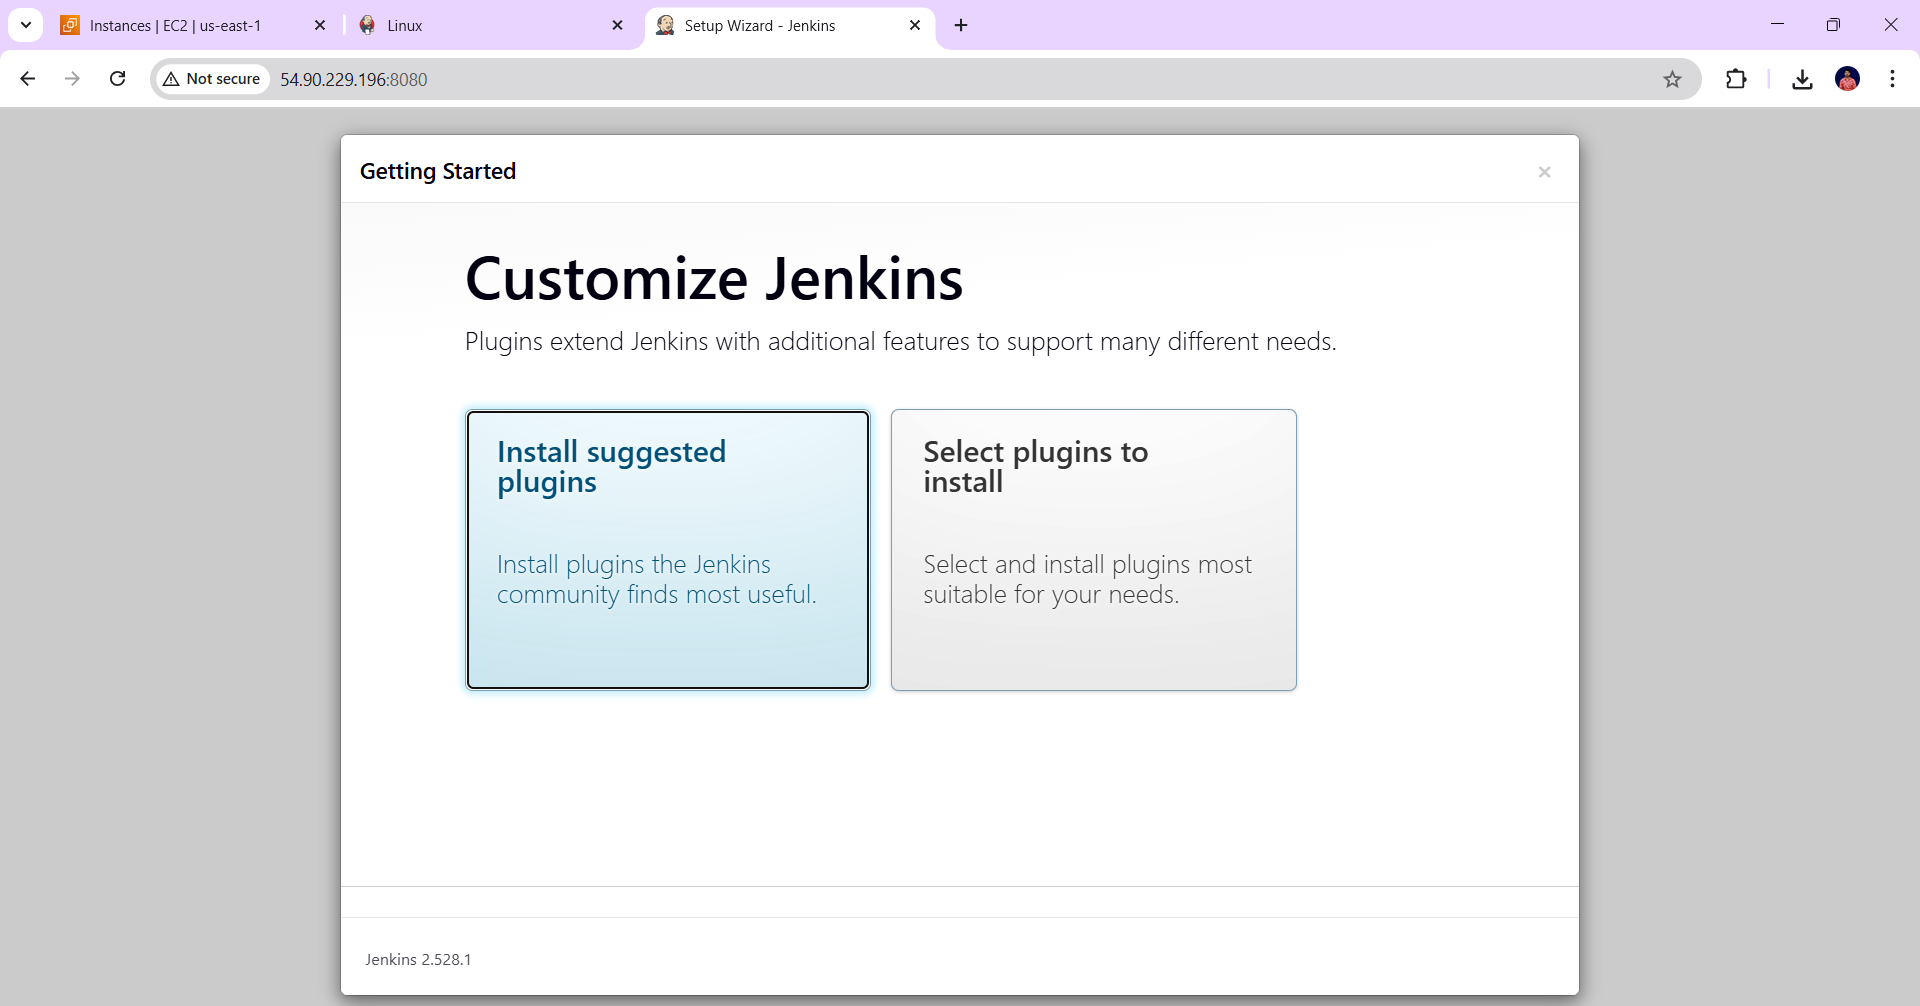 Instances | EC2 | us-east-1
Linux
Setup Wizard - Jenkins
Not secure
54.90.229.196:8080
Getting Started
Customize Jenkins
Plugins extend Jenkins with additional features to support many different needs.
Install suggested
plugins
Install plugins the Jenkins
community finds most useful.
Select plugins to
install
Select and install plugins most
suitable for your needs.
Jenkins 2.528.1